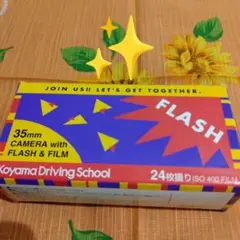 JOIN US!! LET'S GET TOGETHER.
FLASH
35mm
CAMERA with
FLASH & FILM
Koyama Driving School
24枚撮り ISO 400 FILM